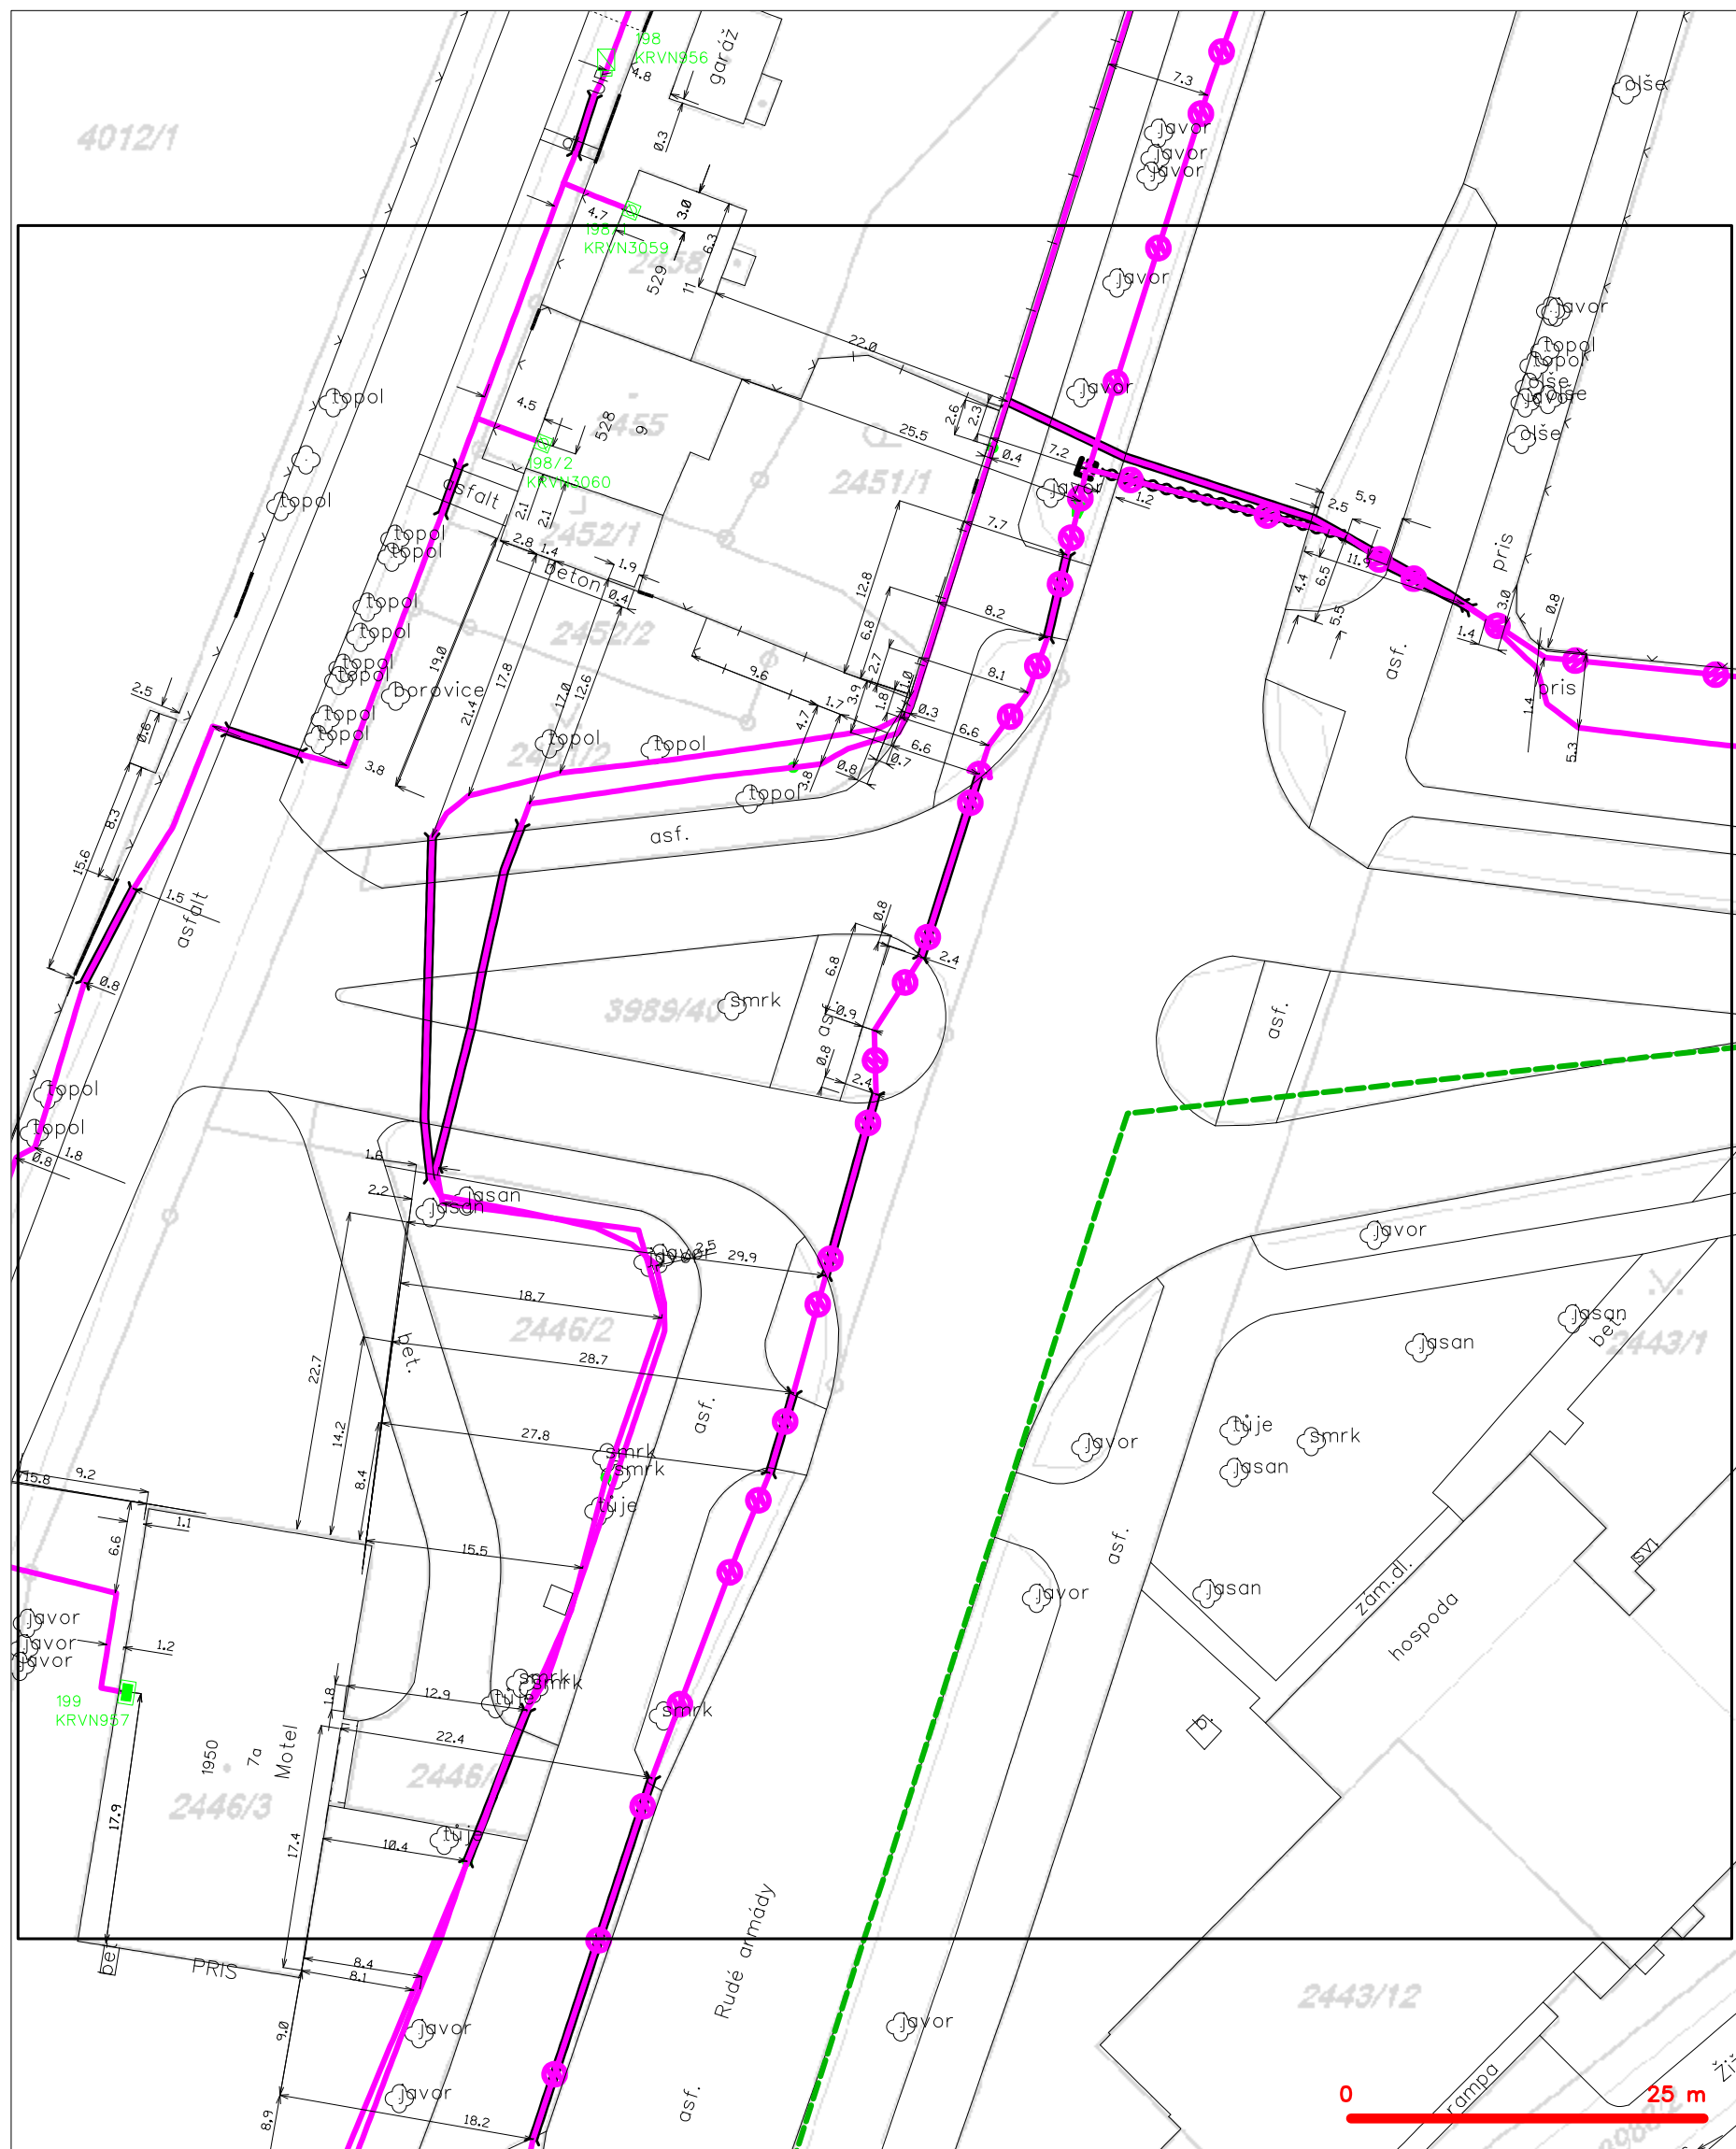 198
KRVN956
4.8
garáž
7.3
olše
4012/1
0.3
javor
javor
javor
4.7
3.0
198/1
KRVN3059
6.3
2458
529
11
javor
javor
22.0
topol
topol
javor
olše
olše
javor
topol
4.5
528
9
2455
2.6
2.3
25.5
0.4
7.2
olše
198/2
KRVN3060
2451/1
javor
1.2
asfalt
2.1
2.1
topol
2.5
5.9
2452/1
7.7
topol
topol
2.8
1.4
1.9
beton
0.4
12.8
11.9
pris
4.4
6.5
5.5
3.0
0.8
topol
topol
8.2
6.8
1.4
2452/2
19.0
17.8
17.0
12.6
9.6
2.7
1.0
8.1
asf.
topol
topol
borovice
2.5
0.8
21.4
1.7
3.9
1.8
0.3
pris
1.4
topol
topol
topol
topol
4.7
6.6
6.6
5.3
3.8
3.8
0.8
0.7
topol
8.3
15.6
asf.
1.5
asfalt
0.8
2.4
6.8
0.8
3989/40
smrk
0.9
asf.
asf.
0.8
2.4
topol
topol
0.8
1.8
1.6
2.2
jasan
jasan
javor
2.5
29.9
javor
18.7
2446/2
jasan
jasan
bet.
2443/1
bet.
22.7
28.7
14.2
27.8
asf.
tůje
smrk
javor
smrk
smrk
jasan
9.2
15.8
8.4
tůje
1.1
6.6
15.5
asf.
zám.dl.
javor
jasan
hospoda
javor
javor
javor
1.2
smrk
smrk
199
KRVN957
1.8
12.9
tůje
smrk
b.
22.4
1950
7a
Motel
2446/3
17.9
17.4
tůje
10.4
Rudé armády
PRIS
8.4
8.1
2443/12
9.0
javor
javor
javor
8.9
18.2
asf.
rampa
0
25 m